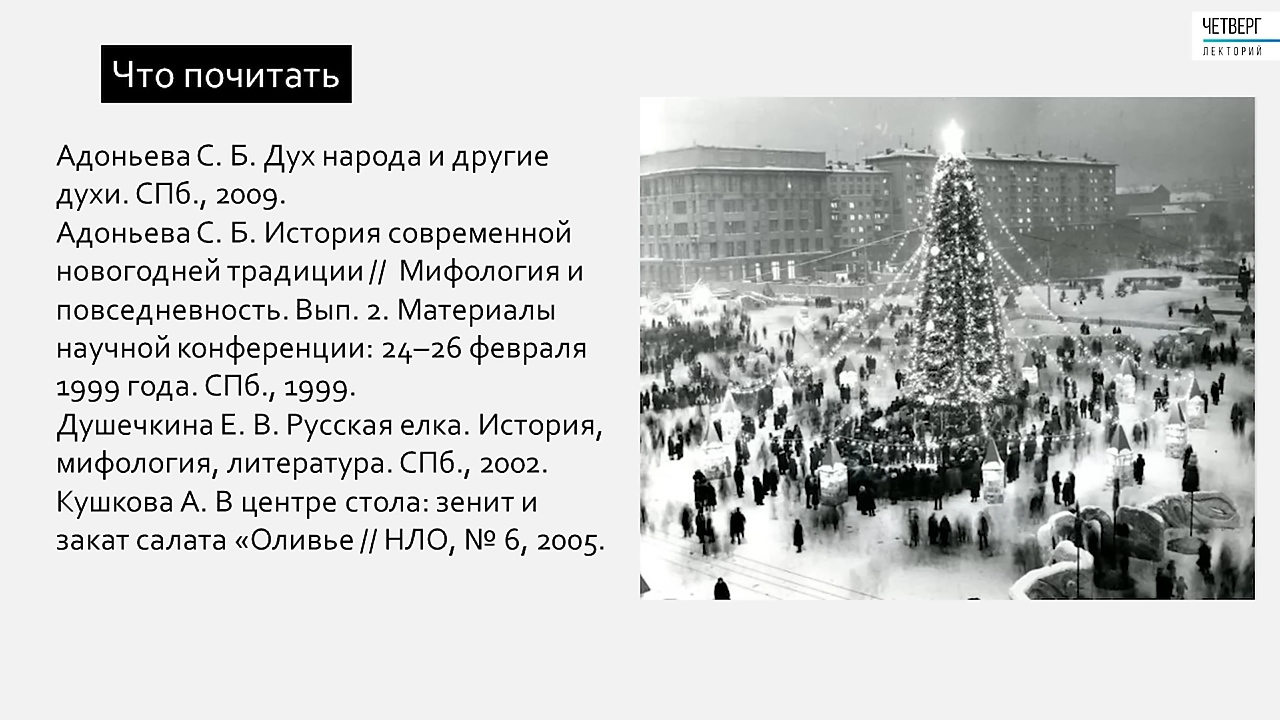 ЧЕТВЕРГ
ЛЕКТОРИЙ
Что почитать
Адоньева С. Б. Дух народа и другие
духи. СПб., 2009.
Адоньева С. Б. История современной
новогодней традиции // Мифология и
повседневность. Вып. 2. Материалы
научной конференции: 24–26 февраля
1999 года. СПб., 1999.
Душечкина Е. В. Русская елка. История,
мифология, литература. СПб., 2002.
Кушкова А. В центре стола: зенит и
закат салата «Оливье // НЛО, № 6, 2005.